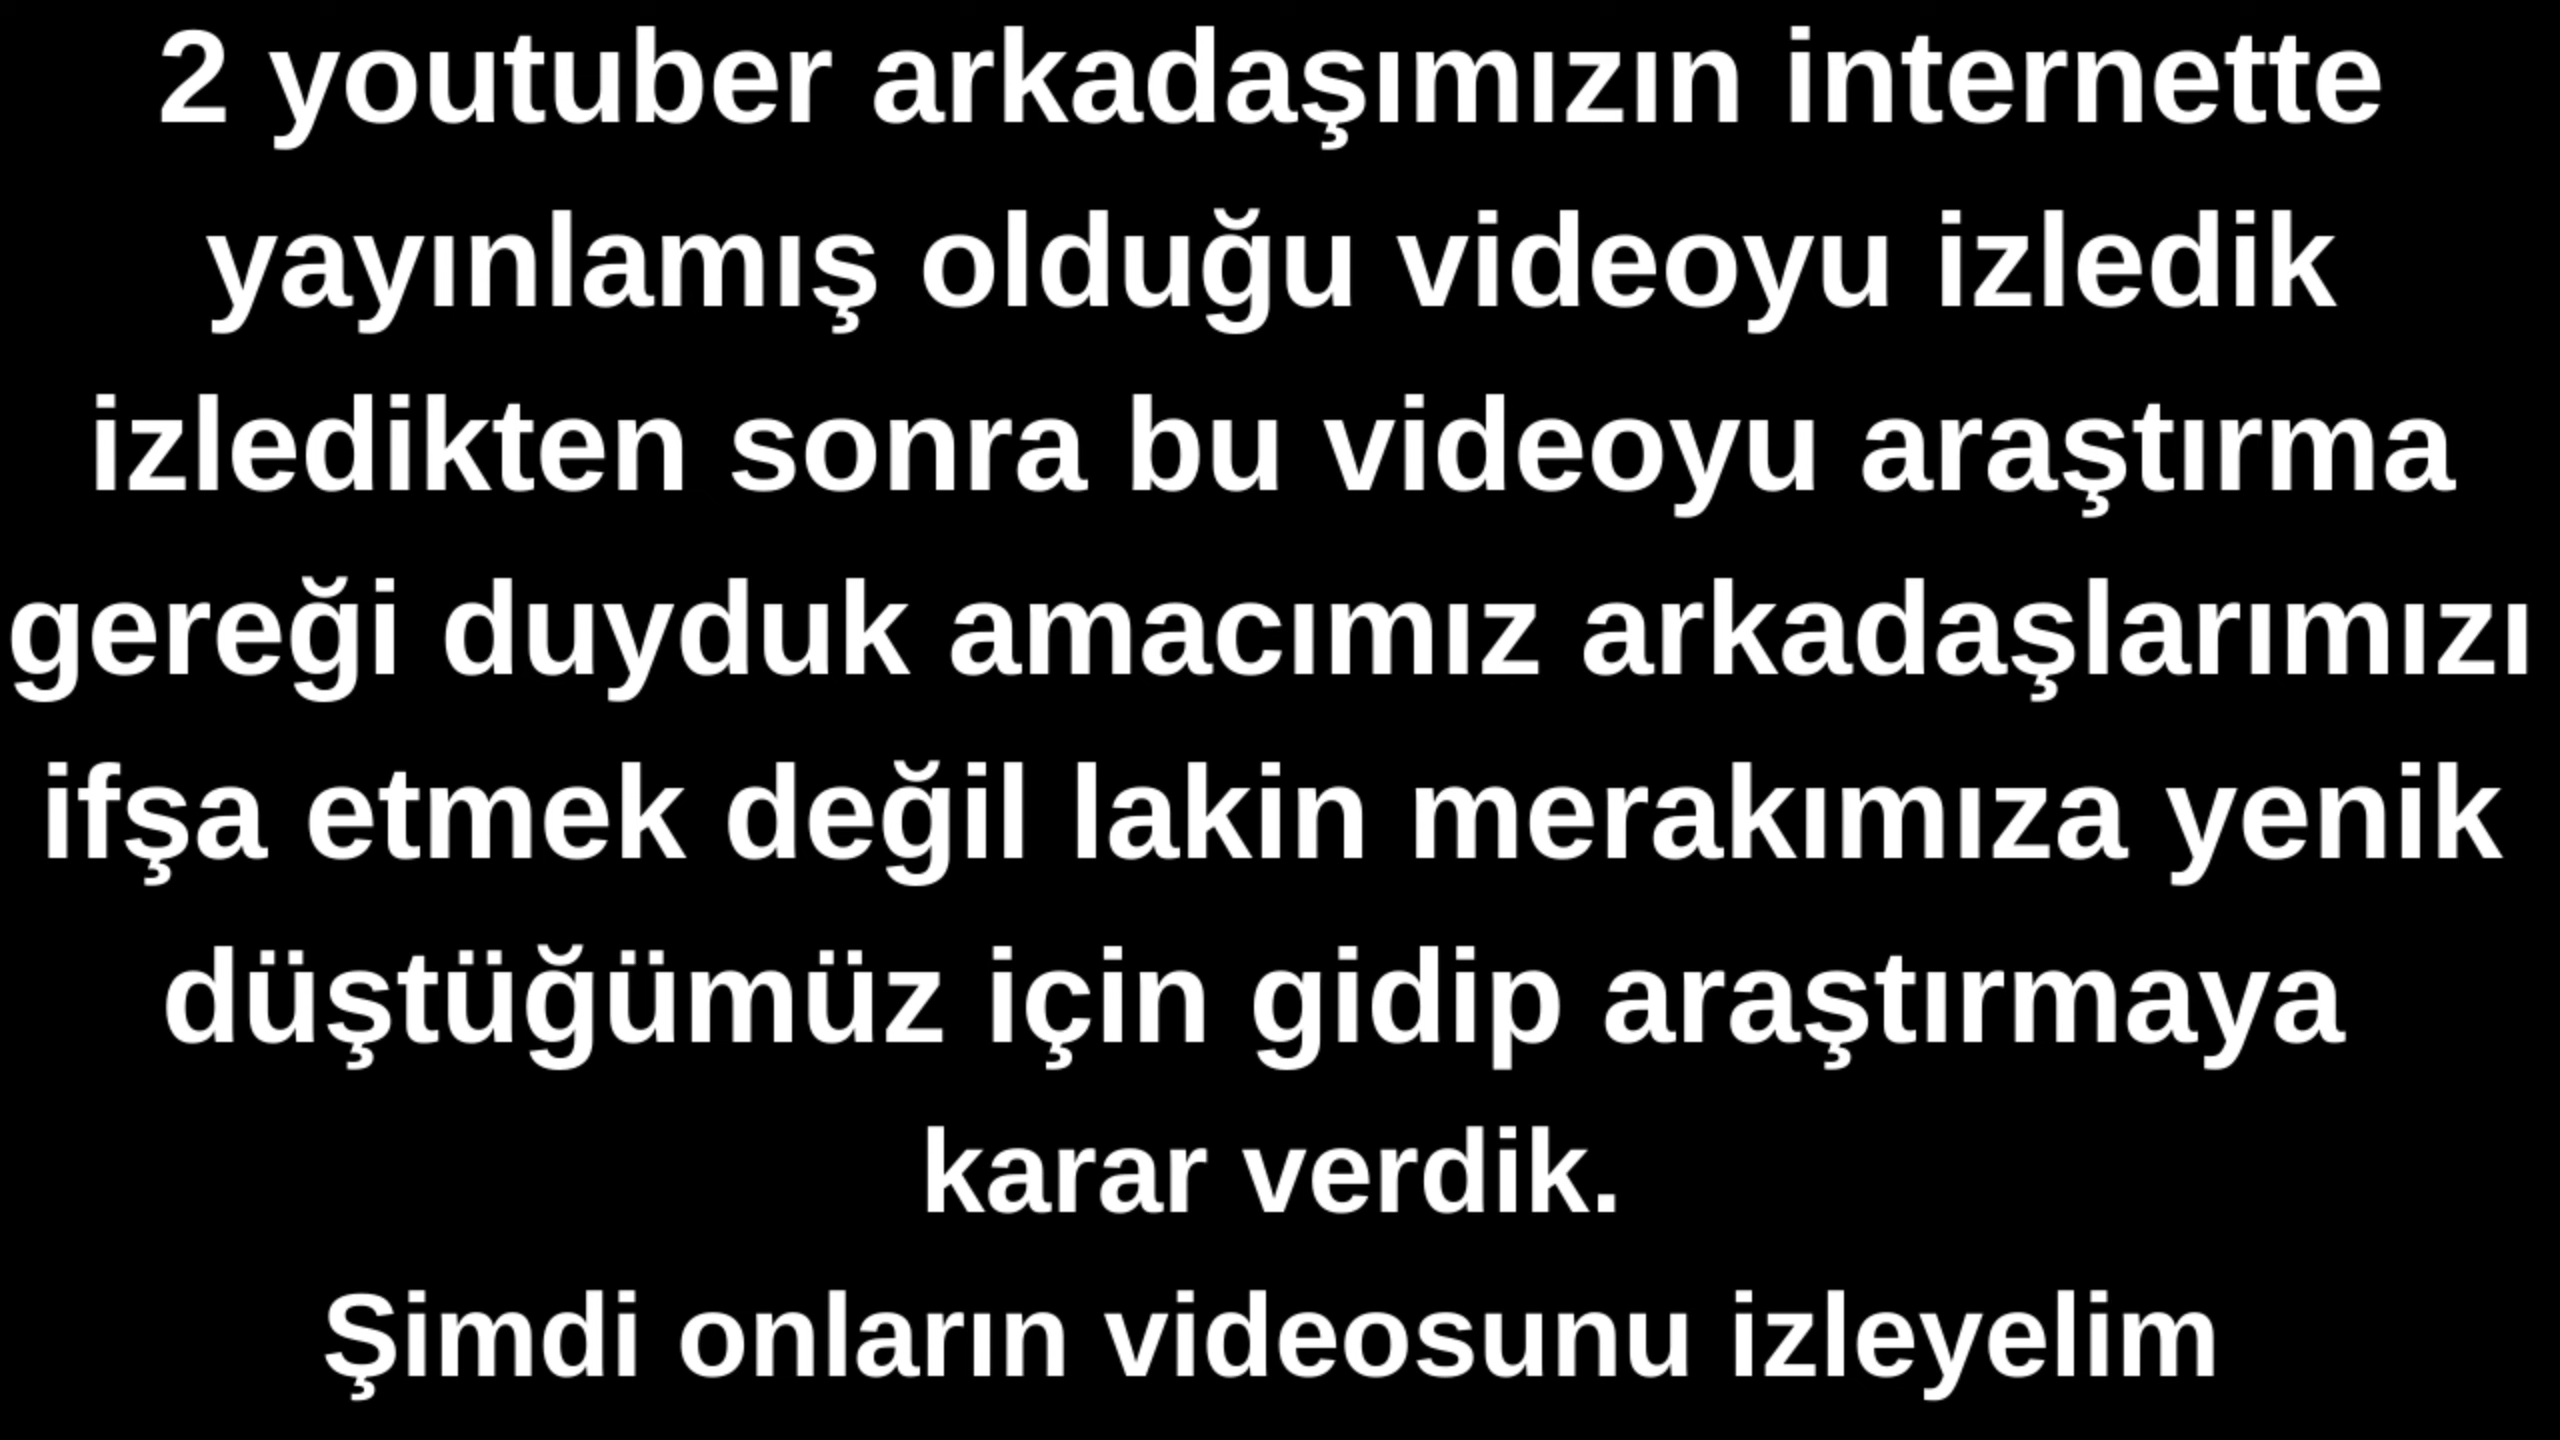 2 youtuber arkadaşımızın internette
yayınlamış olduğu videoyu izledik
izledikten sonra bu videoyu araştırma
gereği duyduk amacımız arkadaşlarımızı
ifşa etmek değil lakin merakımıza yenik
düştüğümüz için gidip araştırmaya
karar verdik.
Şimdi onların videosunu izleyelim